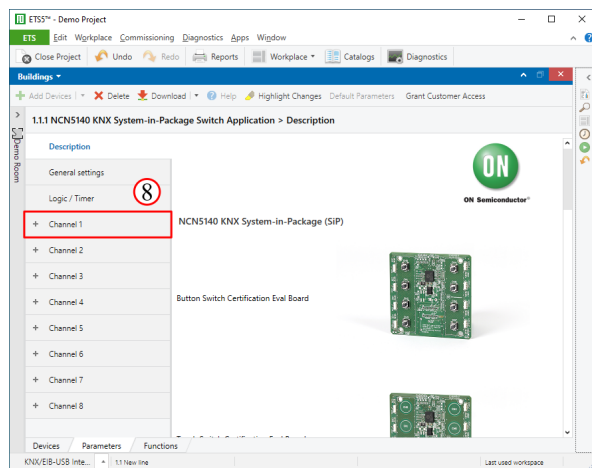 ETS5™ - Demo Project
ETS Edit Workplace Commissioning Diagnostics Apps Window
Close Project Undo Redo Reports Workplace Catalogs Diagnostics
Buildings
Add Devices Delete Download Help Highlight Changes Default Parameters Grant Customer Access
1.1.1 NCN5140 KNX System-in-Package Switch Application > Description
Demo Room
Description
General settings
Logic / Timer
8
ON
ON Semiconductor®
+ Channel 1
NCN5140 KNX System-in-Package (SiP)
+ Channel 2
+ Channel 3
+ Channel 4
Button Switch Certification Eval Board
+ Channel 5
+ Channel 6
+ Channel 7
+ Channel 8
Devices Parameters Functions
KNX/EIB-USB Inte... 1.1 New line Last used workspace